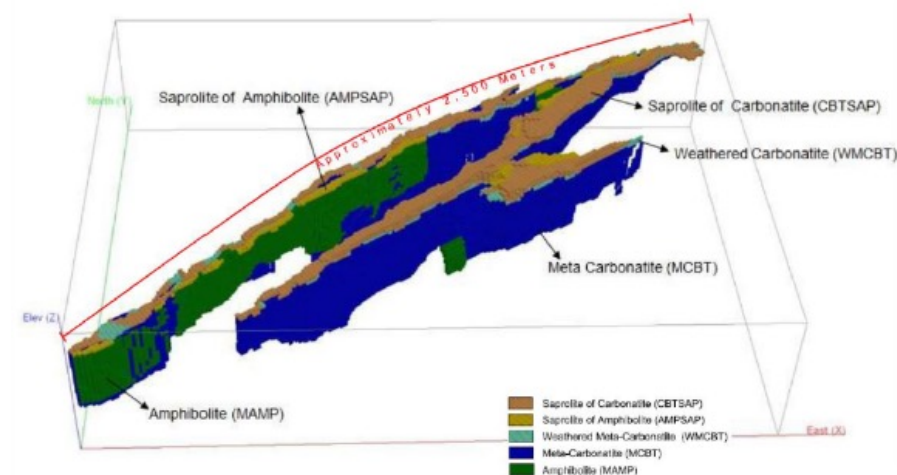 Approximately 2,500 Meters
North (Y)
Saprolite of Amphibolite (AMPSAP)
Saprolite of Carbonatite (CBTSAP)
Weathered Carbonatite (WMCBT)
Meta Carbonatite (MCBT)
Elev (Z)
Amphibolite (MAMP)
East (X)
Saprolite of Carbonatite (CBTSAP)
Saprolite of Amphibolite (AMPSAP)
Weathered Meta-Carbonatite (WMCBT)
Meta-Carbonatite (MCBT)
Amphibolite (MAMP)